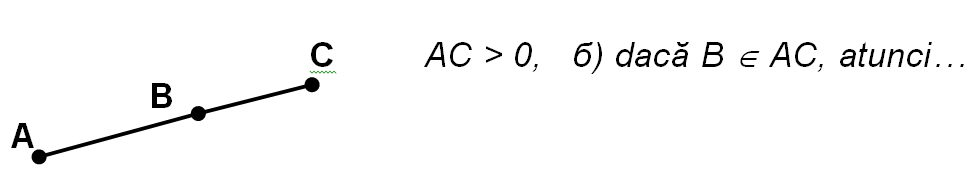 C
AC > 0, б) dacă B ∈ AC, atunci…
B
A